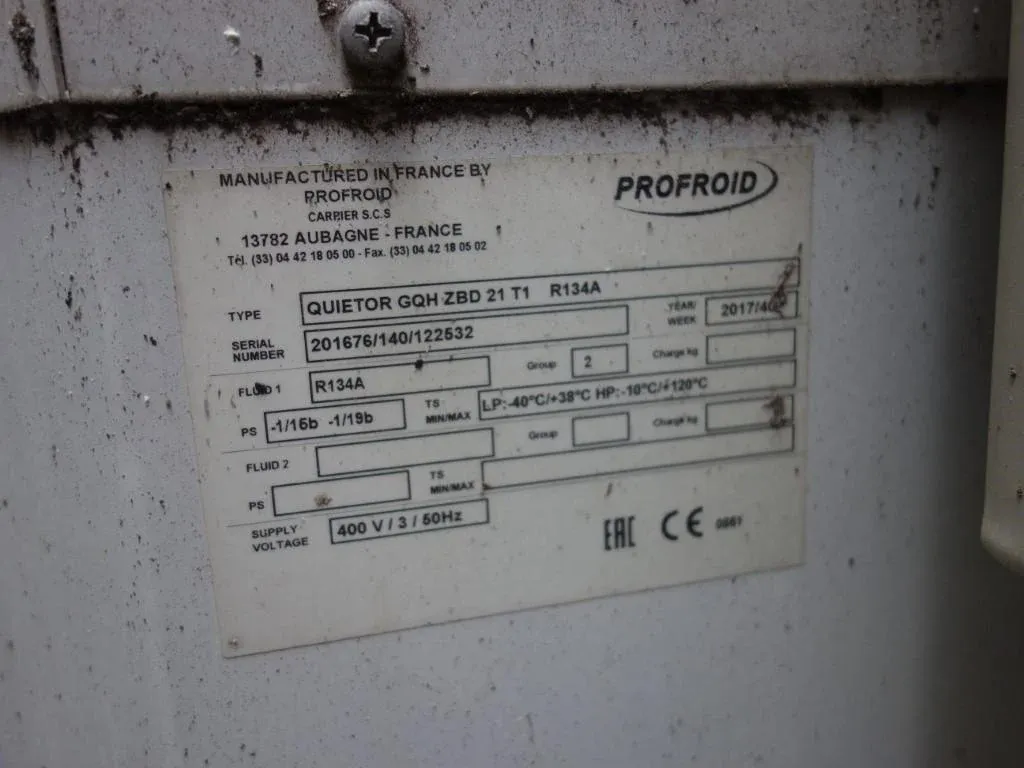 MANUFACTURED IN FRANCE BY
PROFROID
CARRIER S.C.S
13782 AUBAGNE - FRANCE
Tél. (33) 04 42 18 05 00 - Fax. (33) 04 42 18 05 02
PROFROID
TYPE QUIETOR GQH ZBD 21 T1 R134A
SERIAL NUMBER 201676/140/122532 YEAR/ WEEK 2017/40
FLUID 1 R134A Group 2 Charge kg
PS -1/16b -1/19b TS MIN/MAX LP:-40°C/+38°C HP:-10°C/+120°C
FLUID 2 Group Charge kg
PS TS MIN/MAX
SUPPLY VOLTAGE 400 V / 3 / 50Hz
EAC CE